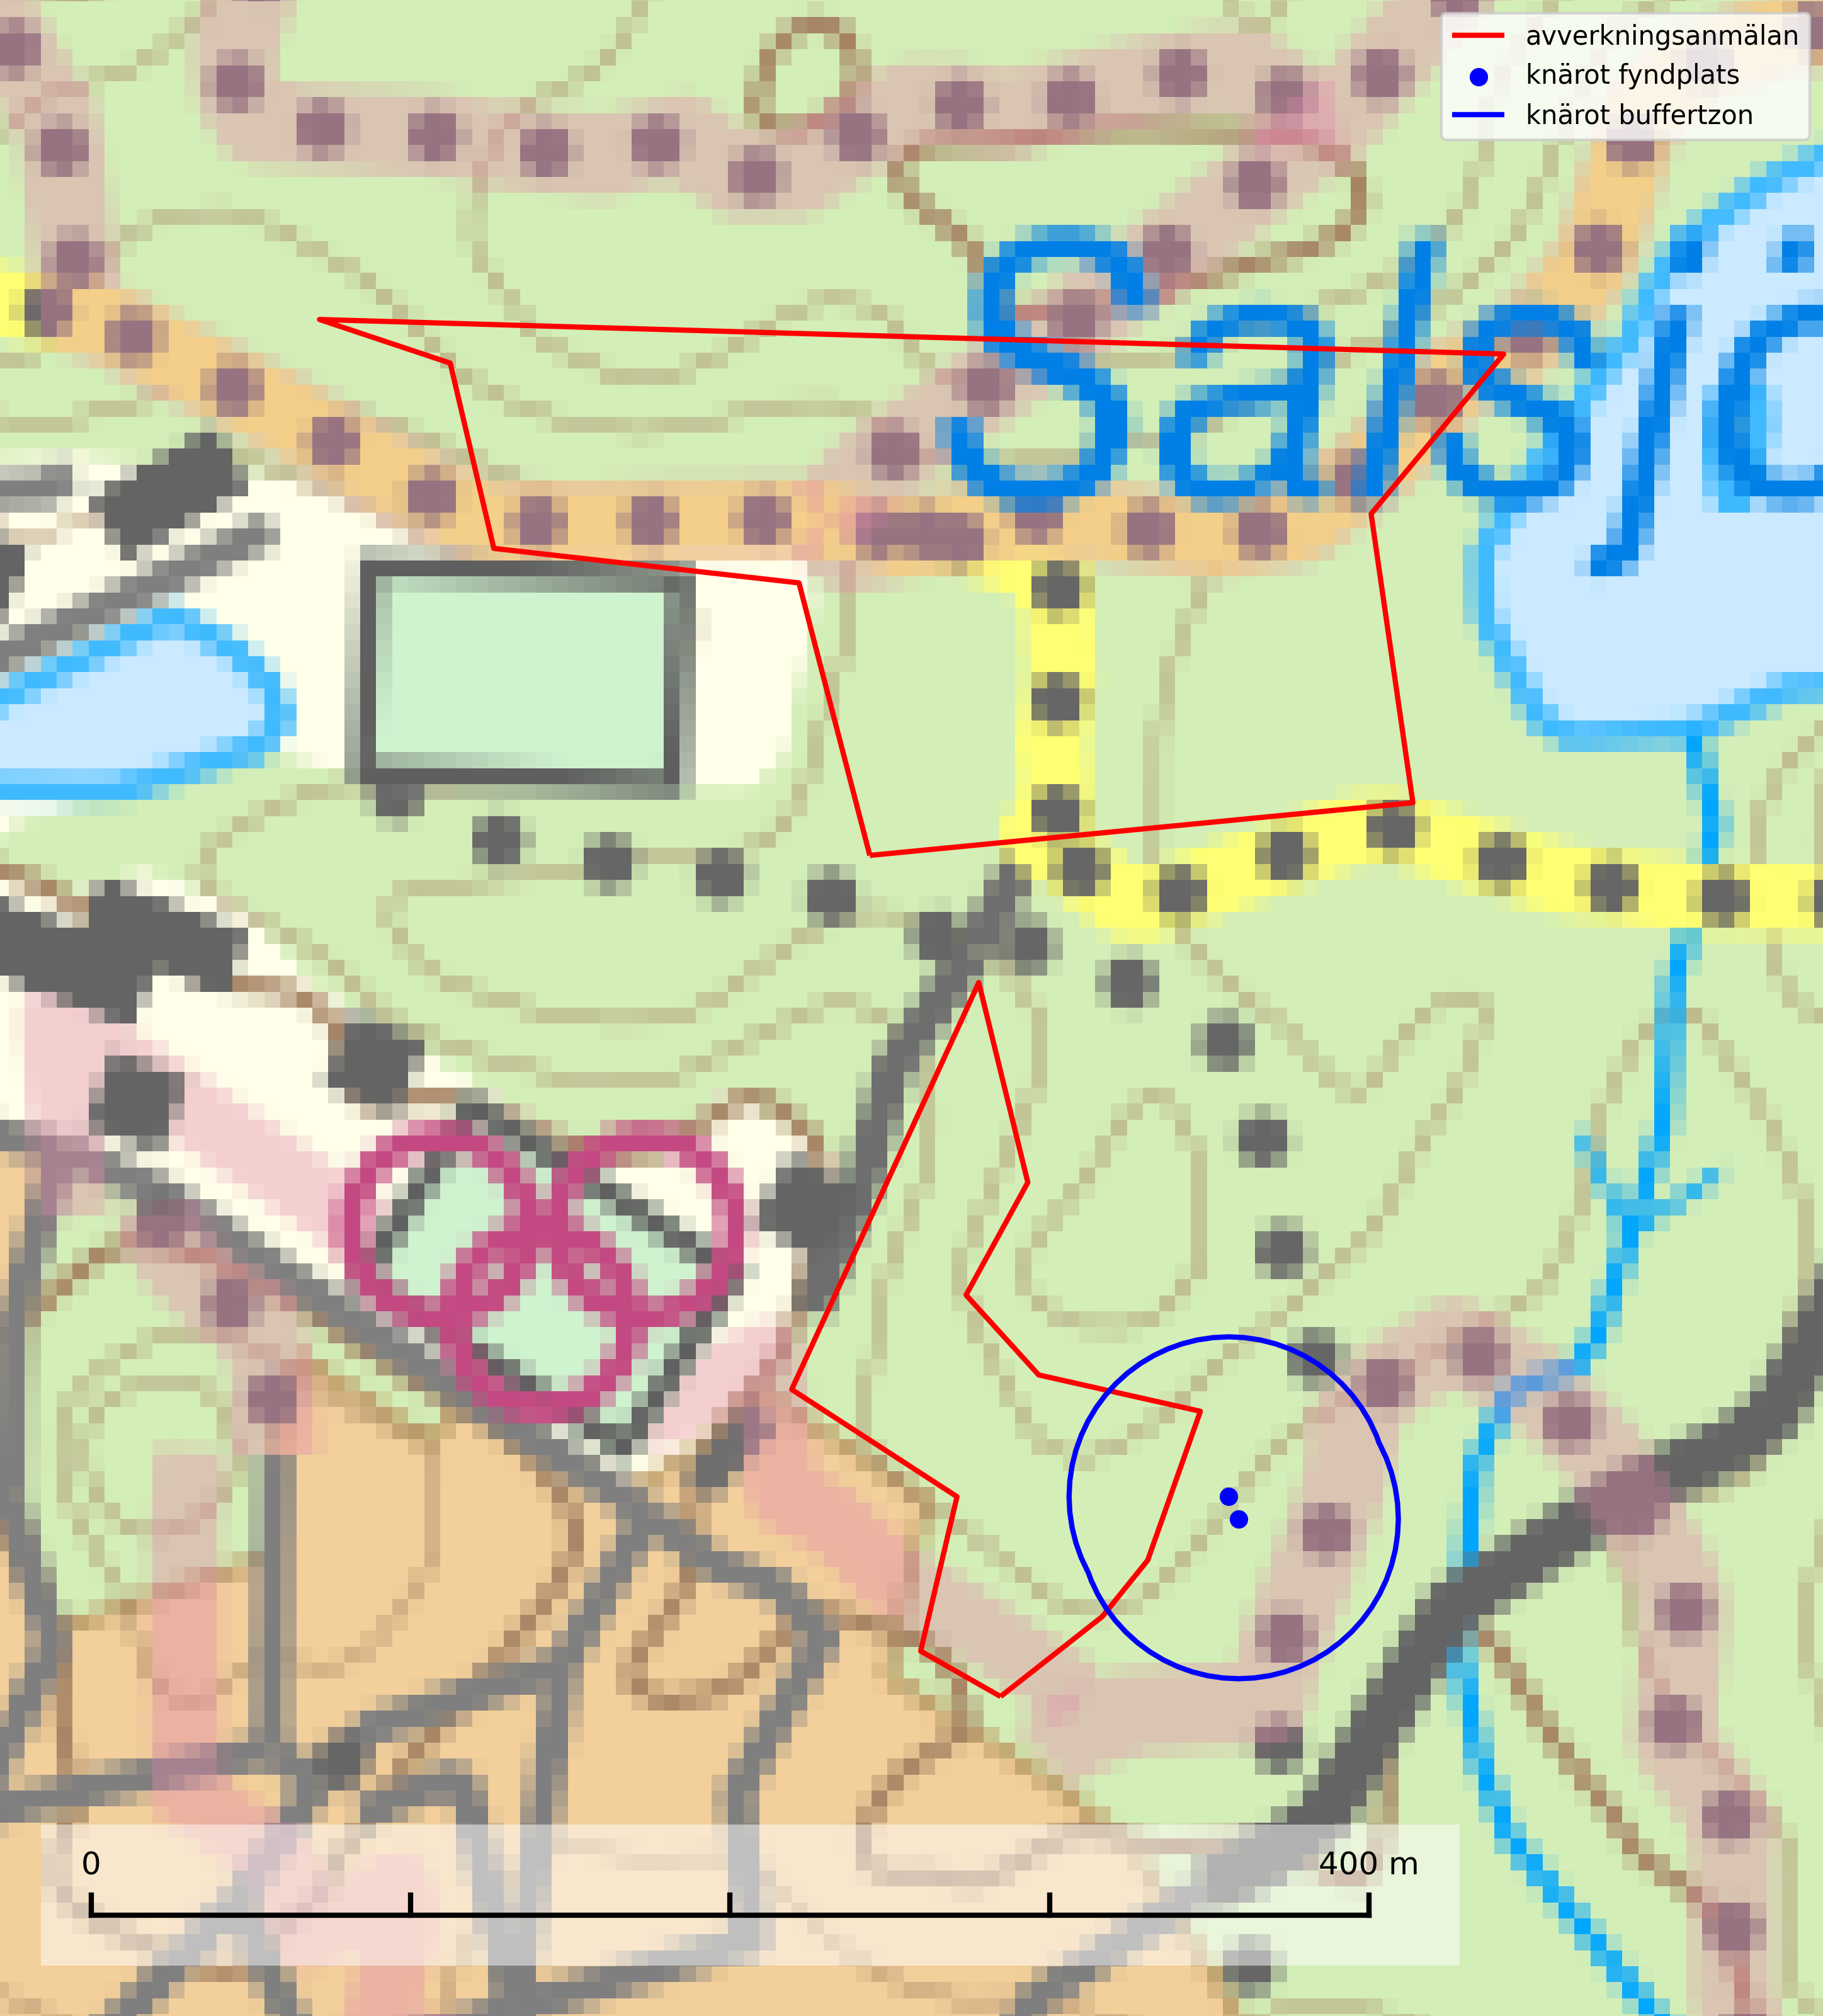 avverkningsanmälan
knärot fyndplats
knärot buffertzon
0 400 m